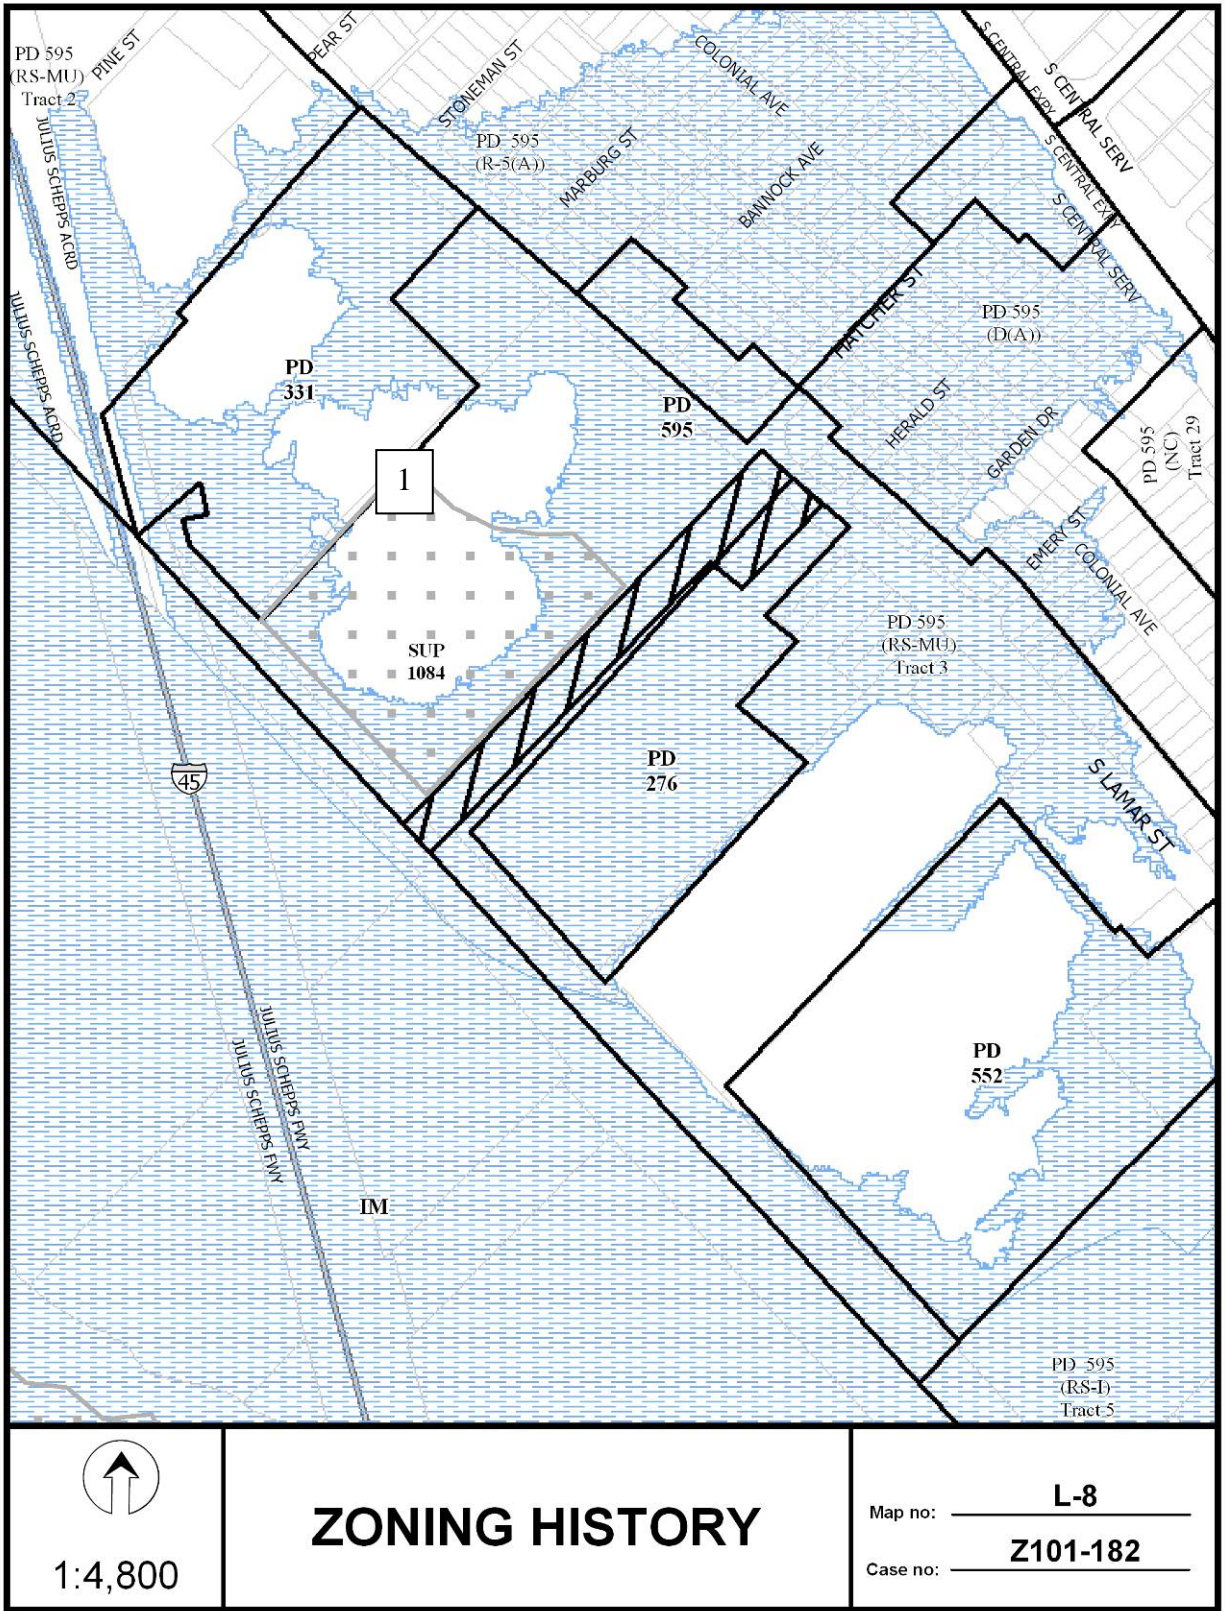 PD 595
(RS-MU)
Tract 2
PINE ST
PEAR ST
STONEMAN ST
COLONIAL AVE
S CENTRAL EXPY
S CENTRAL SERV
JULIUS SCHEPPS ACRD
PD 595
(R-5(A))
MARBURG ST
BANNOCK AVE
S CENTRAL EXPY
S CENTRAL SERV
JULIUS SCHEPPS ACRD
HATCHER ST
PD 595
(D(A))
PD
331
PD
595
HERALD ST
GARDEN DR
PD 595
(NC)
Tract 29
1
EMERY ST
COLONIAL AVE
SUP
1084
PD 595
(RS-MU)
Tract 3
PD
276
45
S LAMAR ST
JULIUS SCHEPPS FWY
JULIUS SCHEPPS FWY
PD
552
IM
PD 595
(RS-I)
Tract 5
1:4,800
ZONING HISTORY
Map no: L-8
Case no: Z101-182